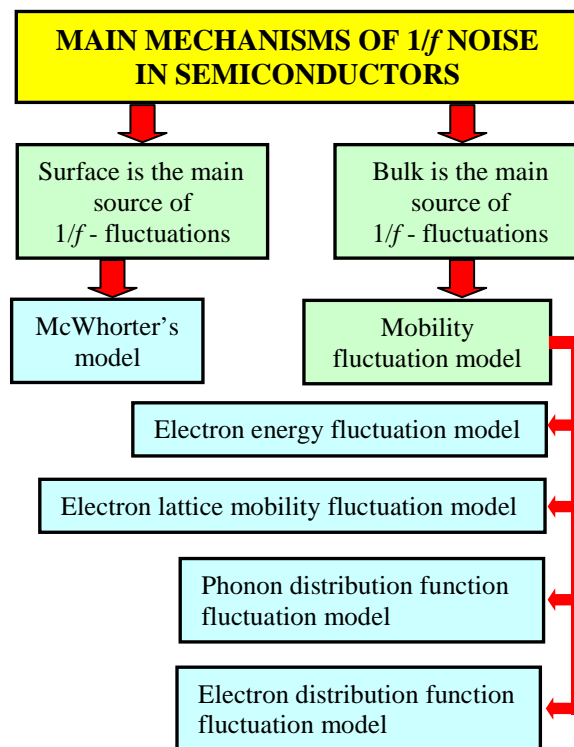 MAIN MECHANISMS OF 1/f NOISE
IN SEMICONDUCTORS
Surface is the main
source of
1/f - fluctuations
Bulk is the main
source of
1/f - fluctuations
McWhorter’s
model
Mobility
fluctuation model
Electron energy fluctuation model
Electron lattice mobility fluctuation model
Phonon distribution function
fluctuation model
Electron distribution function
fluctuation model